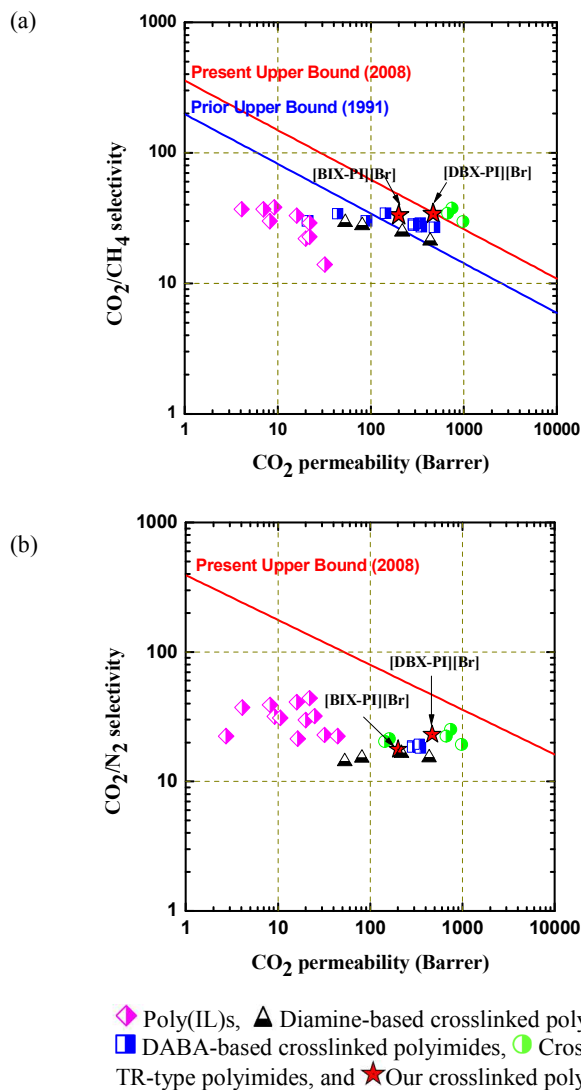 (a)
1000
Present Upper Bound (2008)
Prior Upper Bound (1991)
100
[BIX-PI][Br]
[DBX-PI][Br]
10
1
1 10 100 1000 10000
CO2/CH4 selectivity
CO2 permeability (Barrer)
(b)
1000
Present Upper Bound (2008)
100
[DBX-PI][Br]
[BIX-PI][Br]
10
1
1 10 100 1000 10000
CO2/N2 selectivity
CO2 permeability (Barrer)
Poly(IL)s, Diamine-based crosslinked poly
DABA-based crosslinked polyimides, Cros
TR-type polyimides, and Our crosslinked poly